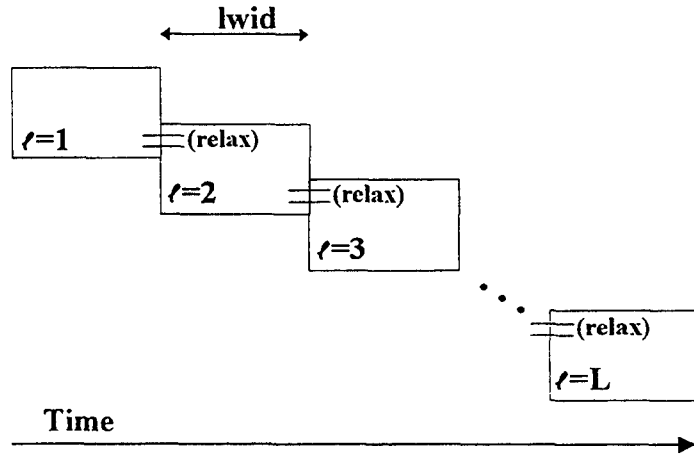 lwid
ℓ=1
(relax)
ℓ=2
(relax)
ℓ=3
(relax)
ℓ=L
Time